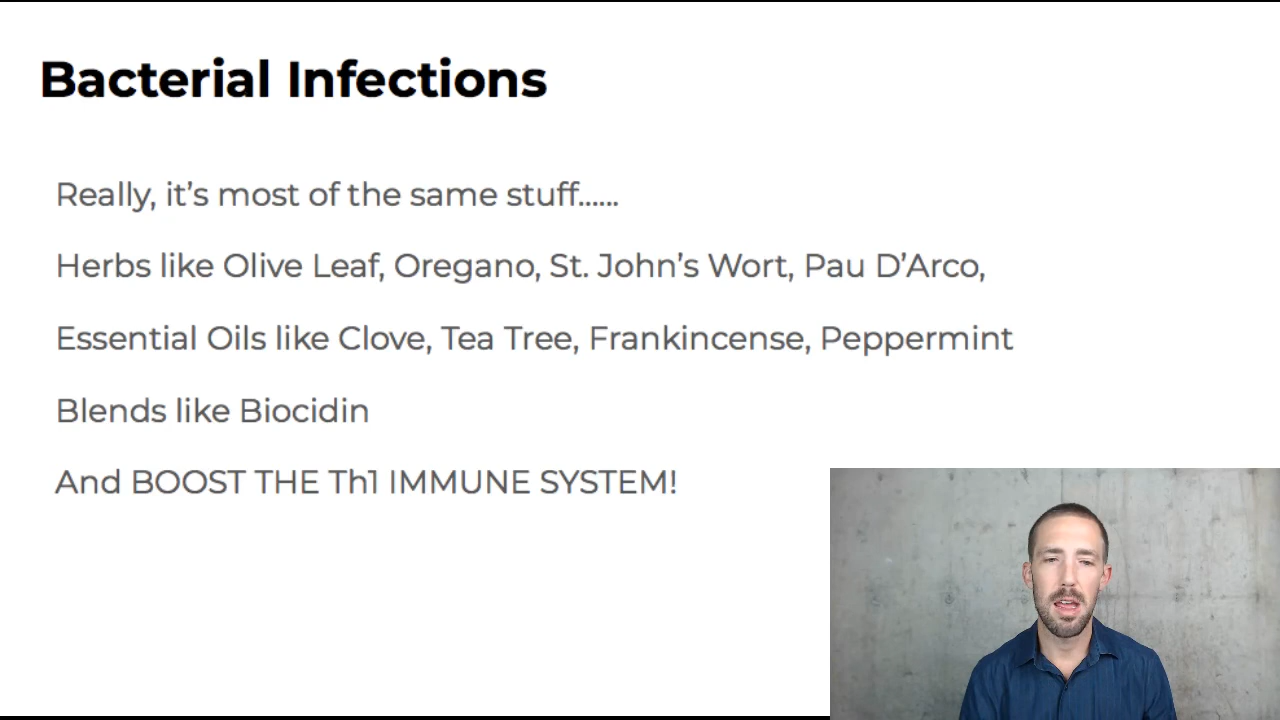 Bacterial Infections
Really, it’s most of the same stuff......
Herbs like Olive Leaf, Oregano, St. John’s Wort, Pau D’Arco,
Essential Oils like Clove, Tea Tree, Frankincense, Peppermint
Blends like Biocidin
And BOOST THE Th1 IMMUNE SYSTEM!